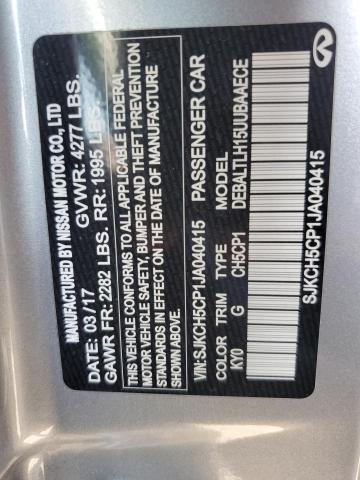 MANUFACTURED BY NISSAN MOTOR CO., LTD
DATE: 03/17 GVWR: 4277 LBS.
GAWR FR: 2282 LBS. RR: 1995 LBS.
THIS VEHICLE CONFORMS TO ALL APPLICABLE FEDERAL
MOTOR VEHICLE SAFETY, BUMPER AND THEFT PREVENTION
STANDARDS IN EFFECT ON THE DATE OF MANUFACTURE
SHOWN ABOVE.
VIN:SJKCH5CP1JA040415 PASSENGER CAR
COLOR TRIM TYPE DEBALTLH15UUBAAECE
KY0 G CH5CP1
SJKCH5CP1JA040415